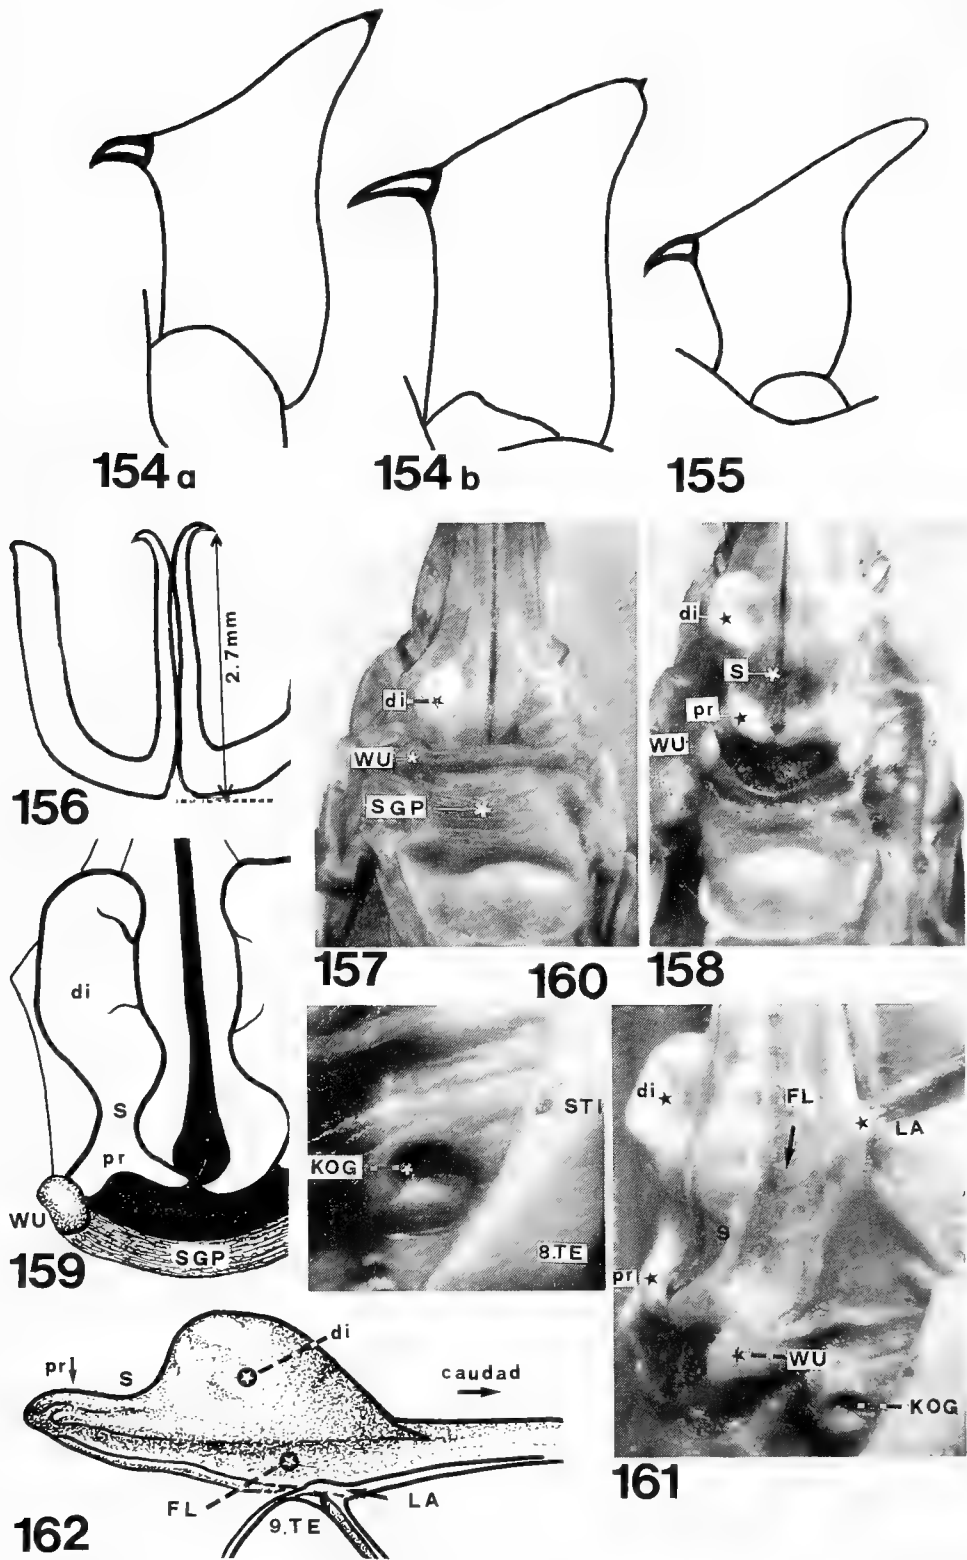 154 a
154 b
155
156
2.7mm
157
di
WU
SGP
158
di
S
pr
WU
159
di
S
pr
WU
SGP
160
KOG
STI
8.TE
161
di
FL
LA
S
pr
WU
KOG
162
pr
S
di
caudad
FL
9.TE
LA